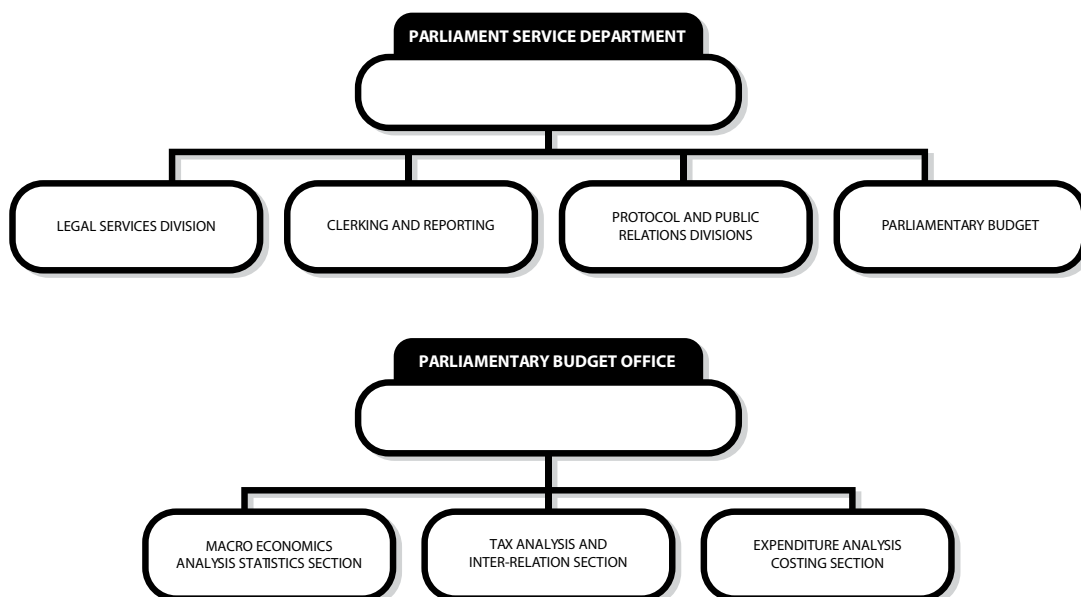 PARLIAMENT SERVICE DEPARTMENT
LEGAL SERVICES DIVISION
CLERKING AND REPORTING
PROTOCOL AND PUBLIC
RELATIONS DIVISIONS
PARLIAMENTARY BUDGET
PARLIAMENTARY BUDGET OFFICE
MACRO ECONOMICS
ANALYSIS STATISTICS SECTION
TAX ANALYSIS AND
INTER-RELATION SECTION
EXPENDITURE ANALYSIS
COSTING SECTION